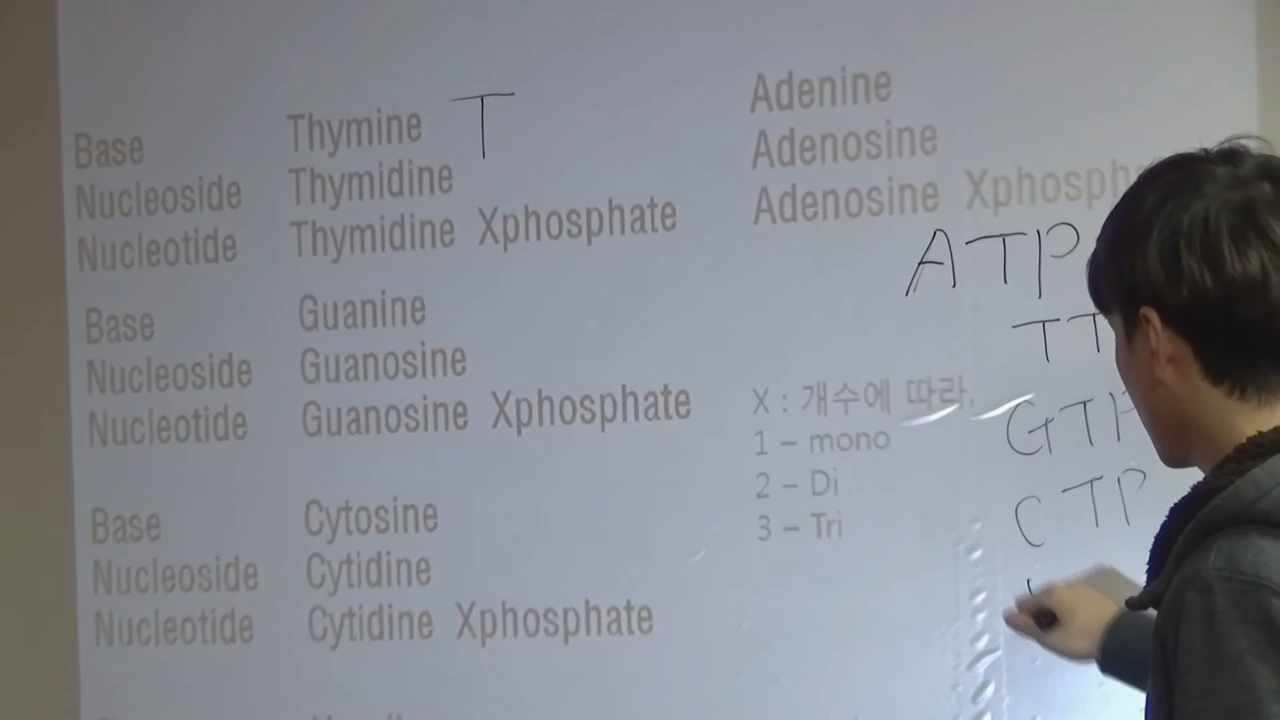 Base Thymine T
Nucleoside Thymidine
Nucleotide Thymidine Xphosphate
Adenine
Adenosine
Adenosine Xphosph
ATP
TT
Base Guanine
Nucleoside Guanosine
Nucleotide Guanosine Xphosphate
X : 개수에 따라.
1 – mono
2 – Di
3 – Tri
GTP
CTP
Base Cytosine
Nucleoside Cytidine
Nucleotide Cytidine Xphosphate